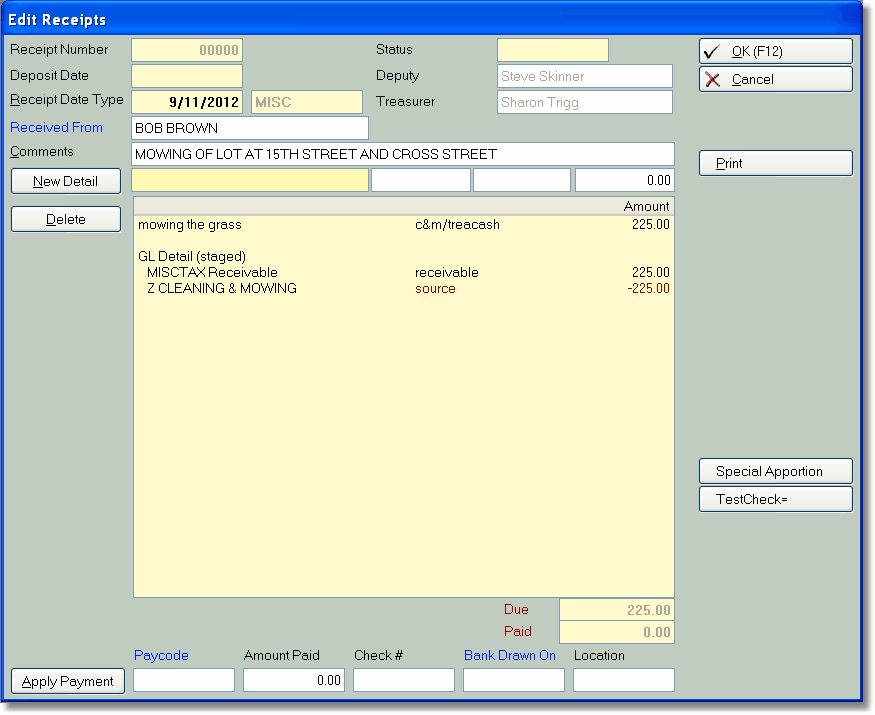 Edit Receipts
Receipt Number 00000 Status OK (F12)
Deposit Date Deputy Steve Skinner Cancel
Receipt Date Type 9/11/2012 MISC Treasurer Sharon Trigg
Received From BOB BROWN
Comments MOWING OF LOT AT 15TH STREET AND CROSS STREET Print
New Detail 0.00
Delete Amount
mowing the grass c&m/treacash 225.00
GL Detail (staged)
MISCTAX Receivable receivable 225.00
Z CLEANING & MOWING source -225.00
Special Apportion
TestCheck=
Due 225.00
Paid 0.00
Paycode Amount Paid Check # Bank Drawn On Location
Apply Payment 0.00